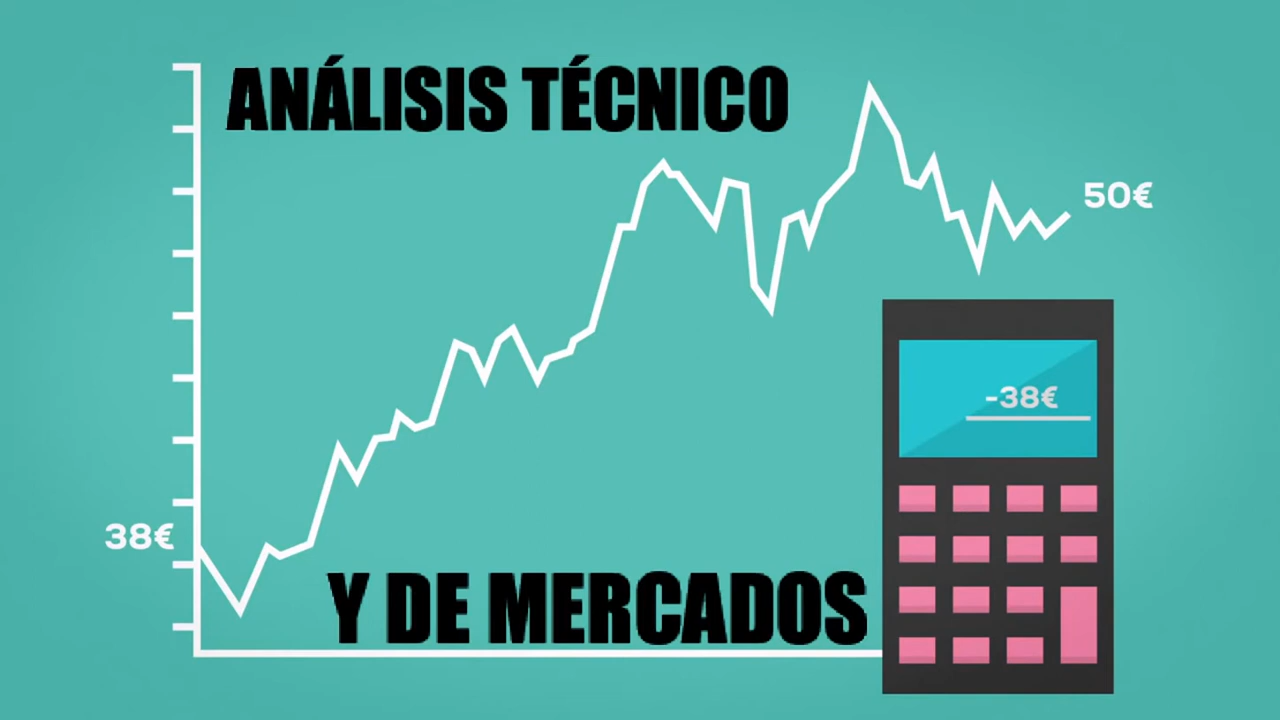 ANÁLISIS TÉCNICO
50€
-38€
38€
Y DE MERCADOS